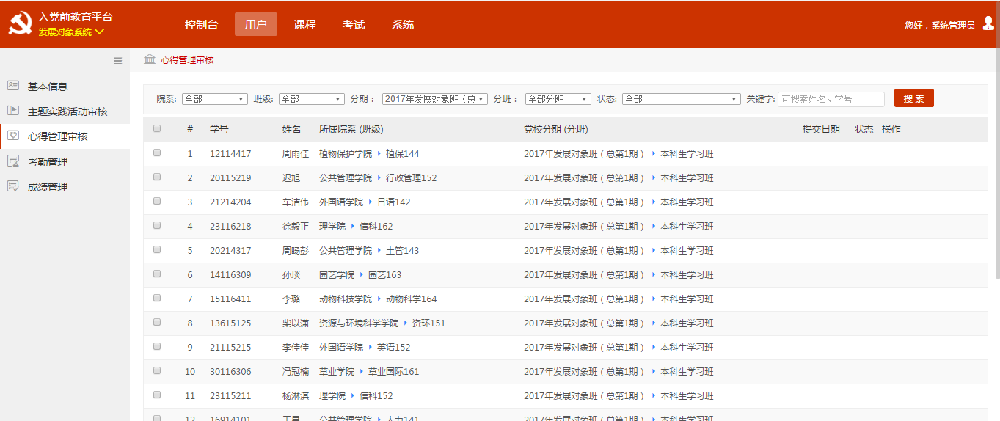 入党前教育平台
发展对象系统
控制台 用户 课程 考试 系统
您好，系统管理员
心得管理审核
基本信息
主题实践活动审核
心得管理审核
考勤管理
成绩管理
院系: 全部 班级: 全部 分期： 2017年发展对象班（总 分班： 全部分班 状态: 全部 关键字: 可搜索姓名、学号 搜 索
# 学号 姓名 所属院系 (班级) 党校分期 (分班) 提交日期 状态 操作
1 12114417 周雨佳 植物保护学院 植保144 2017年发展对象班（总第1期） 本科生学习班
2 20115219 迟旭 公共管理学院 行政管理152 2017年发展对象班（总第1期） 本科生学习班
3 21214204 车洁伟 外国语学院 日语142 2017年发展对象班（总第1期） 本科生学习班
4 23116218 徐毅正 理学院 信科162 2017年发展对象班（总第1期） 本科生学习班
5 20214317 周旸彭 公共管理学院 土管143 2017年发展对象班（总第1期） 本科生学习班
6 14116309 孙琰 园艺学院 园艺163 2017年发展对象班（总第1期） 本科生学习班
7 15116411 李璐 动物科技学院 动物科学164 2017年发展对象班（总第1期） 本科生学习班
8 13615125 柴以潇 资源与环境科学学院 资环151 2017年发展对象班（总第1期） 本科生学习班
9 21115215 李佳佳 外国语学院 英语152 2017年发展对象班（总第1期） 本科生学习班
10 30116306 冯冠楠 草业学院 草业国际161 2017年发展对象班（总第1期） 本科生学习班
11 23115211 杨淋淇 理学院 信科152 2017年发展对象班（总第1期） 本科生学习班
12 16914101 公共管理学院 人力141 2017年发展对象班（总第1期） 本科生学习班